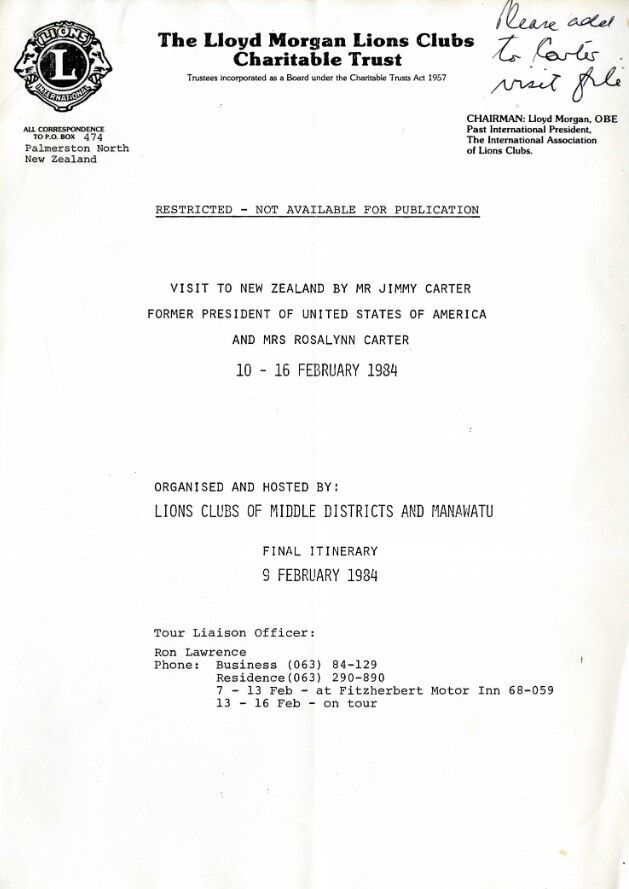 LIONS
L
INTERNATIONAL
The Lloyd Morgan Lions Clubs
Charitable Trust
Trustees incorporated as a Board under the Charitable Trusts Act 1957
Please add
to Carter
visit file
ALL CORRESPONDENCE
TO P.O. BOX 474
Palmerston North
New Zealand
CHAIRMAN: Lloyd Morgan, OBE
Past International President,
The International Association
of Lions Clubs.
RESTRICTED - NOT AVAILABLE FOR PUBLICATION
VISIT TO NEW ZEALAND BY MR JIMMY CARTER
FORMER PRESIDENT OF UNITED STATES OF AMERICA
AND MRS ROSALYNN CARTER
10 - 16 FEBRUARY 1984
ORGANISED AND HOSTED BY:
LIONS CLUBS OF MIDDLE DISTRICTS AND MANAWATU
FINAL ITINERARY
9 FEBRUARY 1984
Tour Liaison Officer:
Ron Lawrence
Phone: Business (063) 84-129
Residence(063) 290-890
7 - 13 Feb - at Fitzherbert Motor Inn 68-059
13 - 16 Feb - on tour